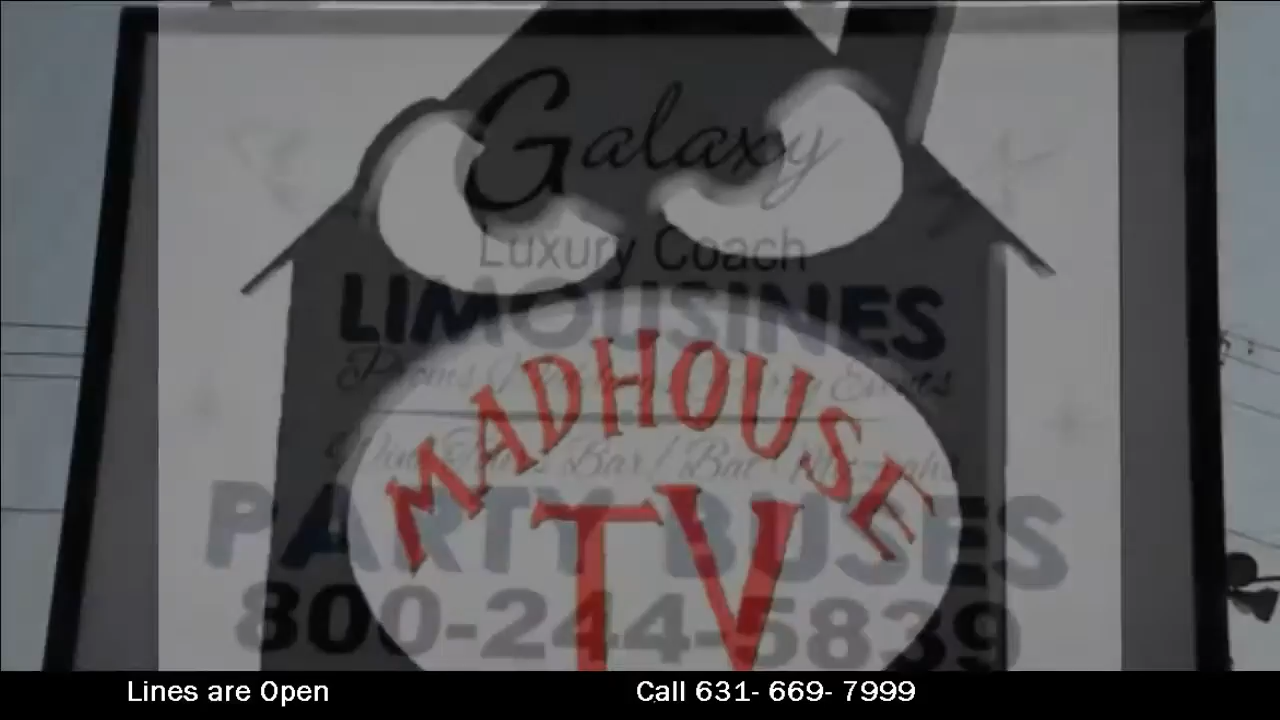 Galaxy
Luxury Coach
LIMOUSINES
MADHOUSE
TV
PARTY BUSES
800-244-5839
Lines are Open
Call 631- 669- 7999